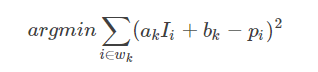 argmin ∑_{i∈w_k} (a_k I_i + b_k − p_i)^2